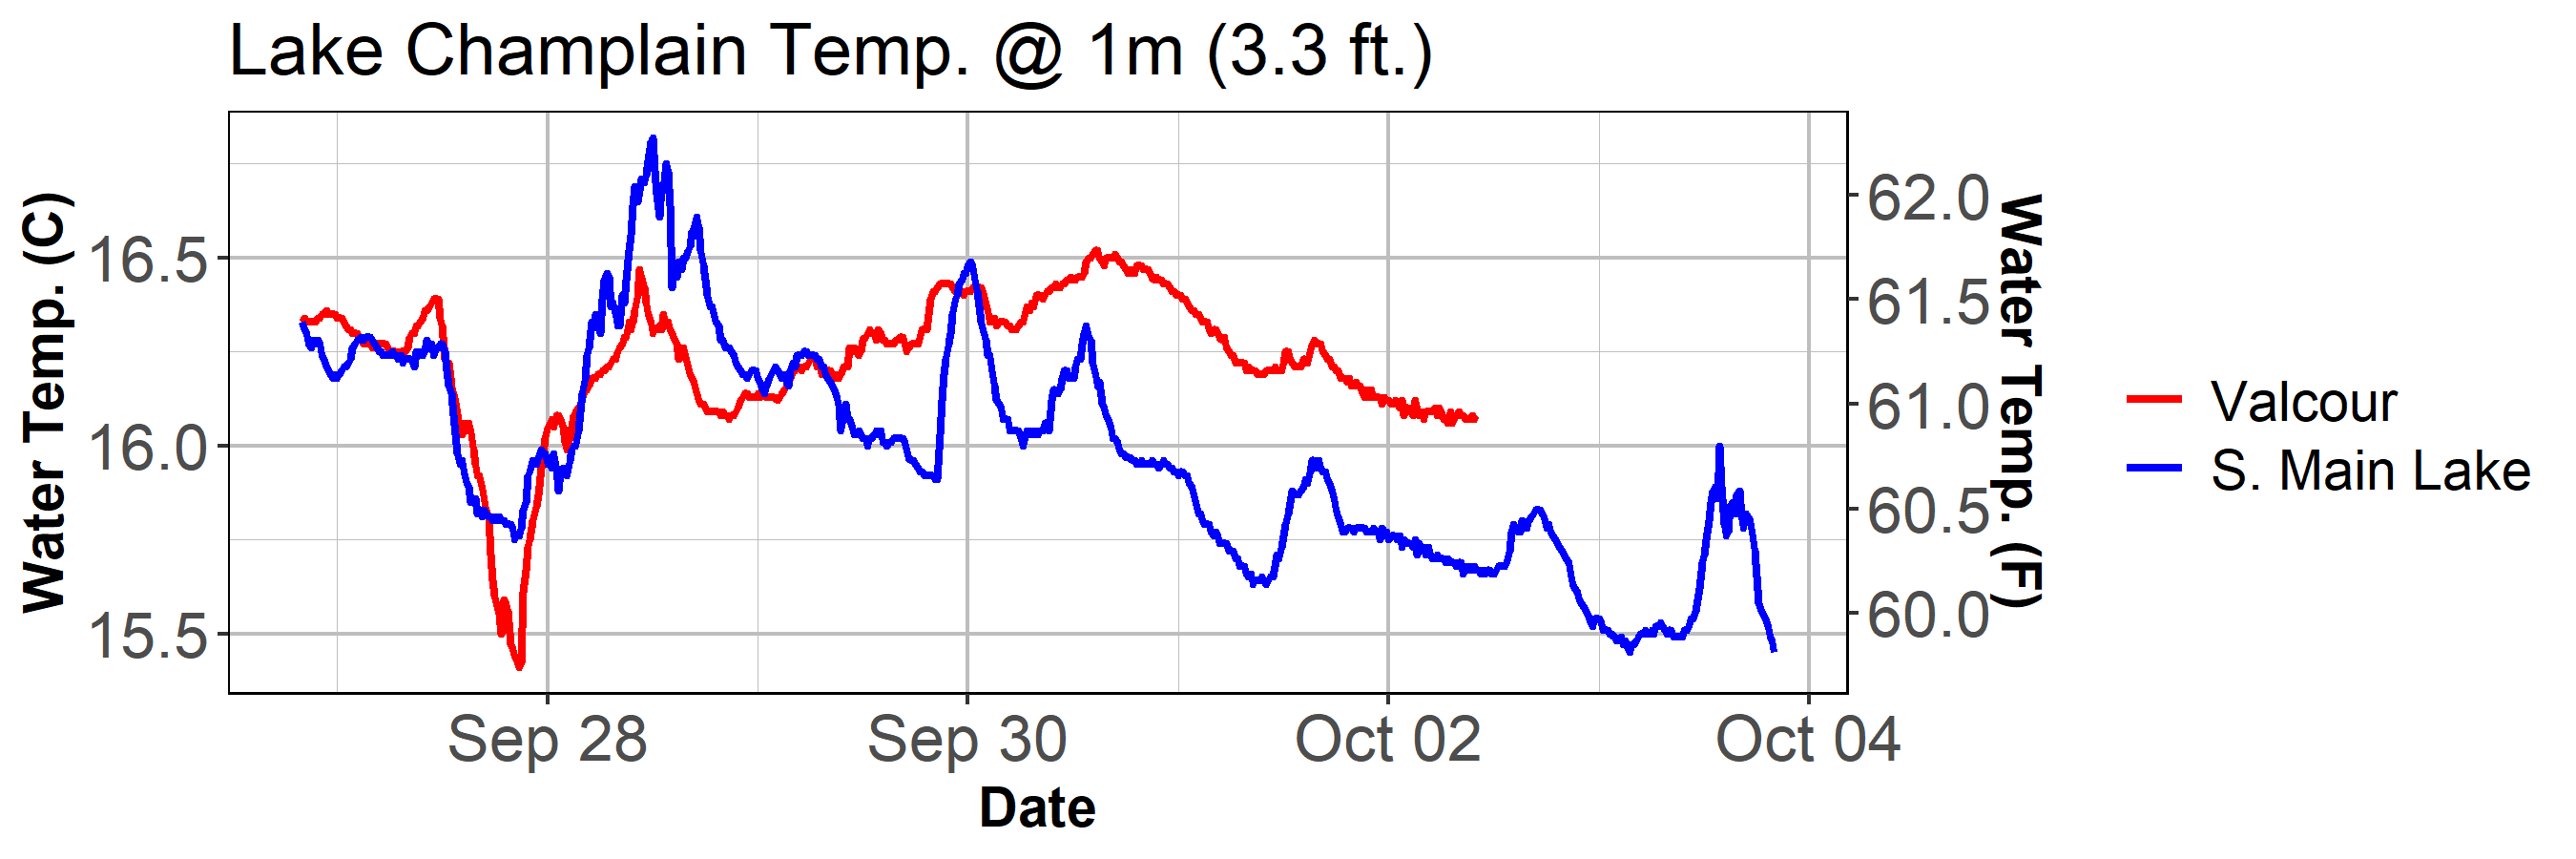 Lake Champlain Temp. @ 1m (3.3 ft.)
Water Temp. (C)
16.5
16.0
15.5
62.0
61.5
61.0
60.5
60.0
Water Temp. (F)
Sep 28
Sep 30
Oct 02
Oct 04
Date
Valcour
S. Main Lake